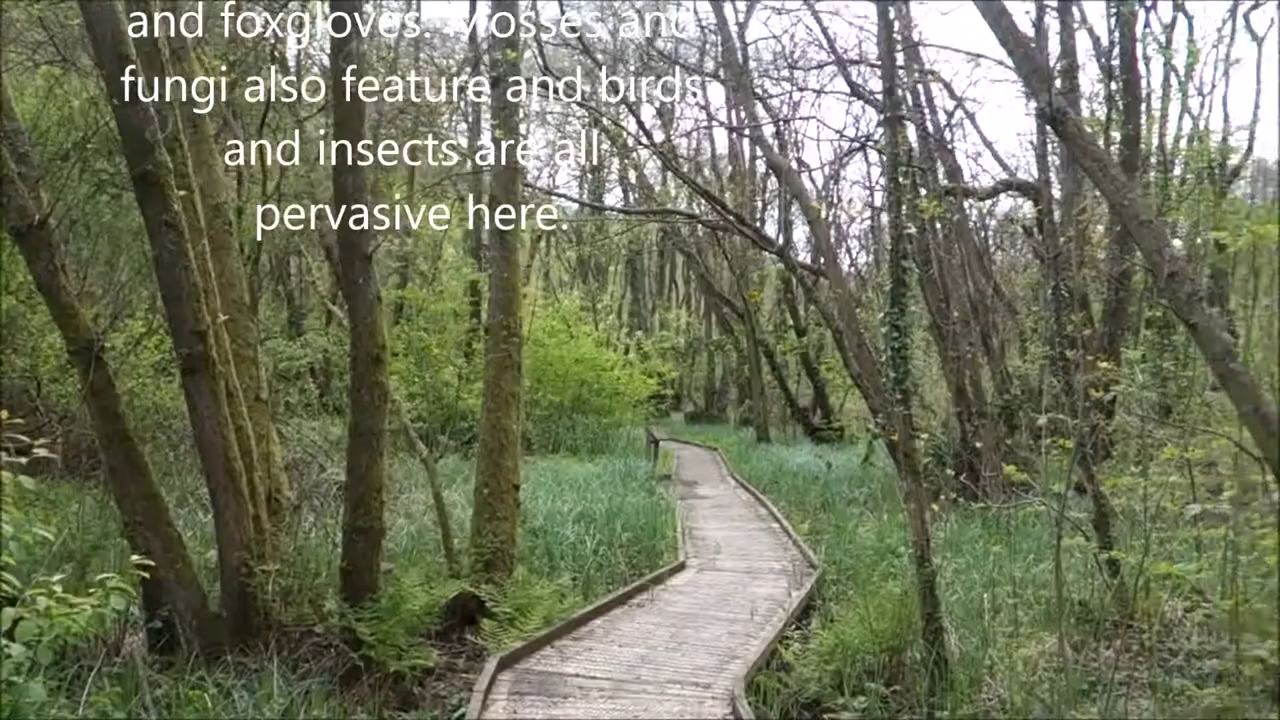 and foxgloves. Mosses and
fungi also feature and birds
and insects are all
pervasive here.